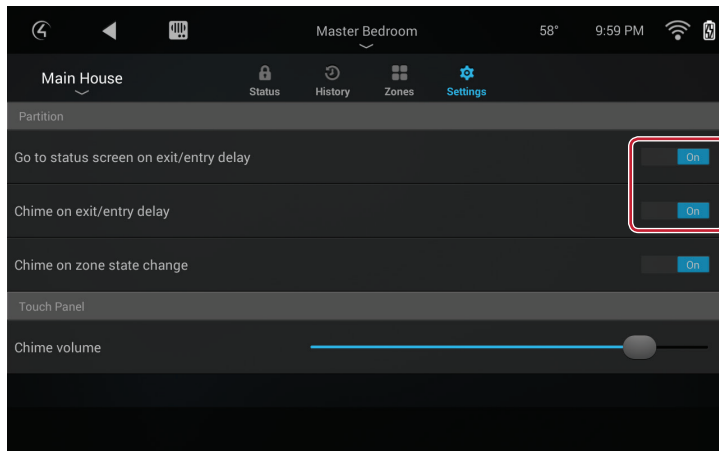 Master Bedroom
58°
9:59 PM
Main House
Status
History
Zones
Settings
Partition
Go to status screen on exit/entry delay
On
Chime on exit/entry delay
On
Chime on zone state change
On
Touch Panel
Chime volume